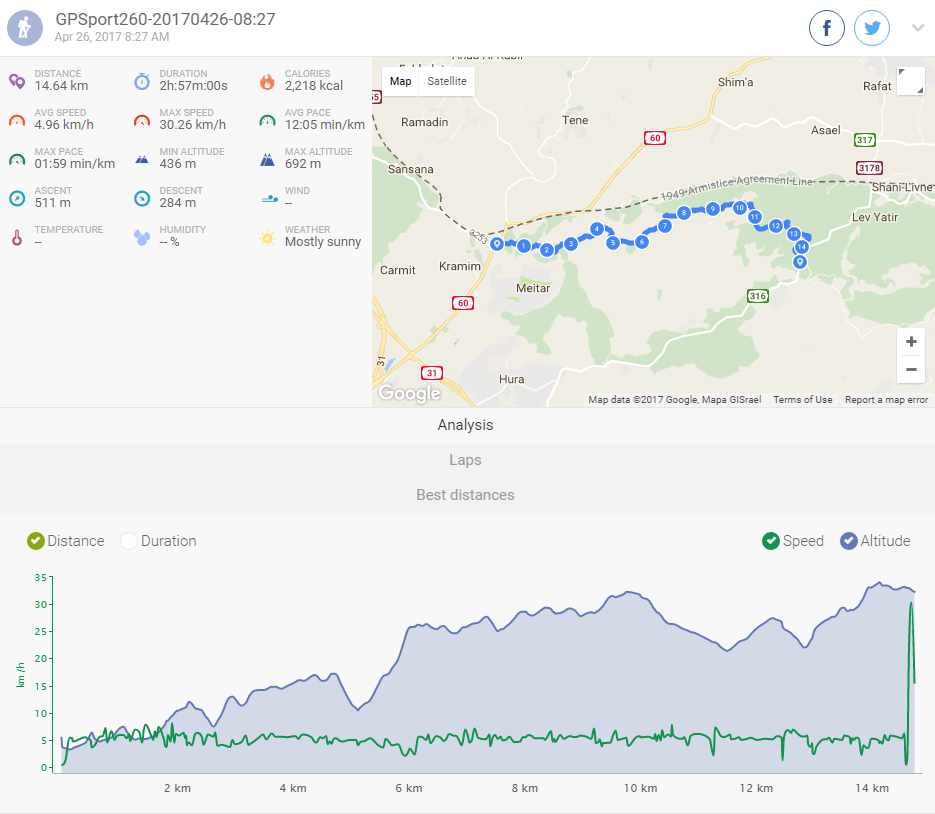 GPSport260-20170426-08:27
Apr 26, 2017 8:27 AM
DISTANCE
14.64 km
DURATION
2h:57m:00s
CALORIES
2,218 kcal
AVG SPEED
4.96 km/h
MAX SPEED
30.26 km/h
AVG PACE
12:05 min/km
MAX PACE
01:59 min/km
MIN ALTITUDE
436 m
MAX ALTITUDE
692 m
ASCENT
511 m
DESCENT
284 m
WIND
--
TEMPERATURE
--
HUMIDITY
-- %
WEATHER
Mostly sunny
Map
Satellite
Shim'a
Rafat
Ramadin
Tene
60
Asael
317
3178
Sansana
1949 Armistice Agreement Line
Shani-Livne
Lev Yatir
3253
1
2
3
4
5
6
7
8
9
10
11
12
13
14
Carmit
Kramim
Meitar
60
316
31
31
Hura
Google
Map data ©2017 Google, Mapa GISrael
Terms of Use
Report a map error
Analysis
Laps
Best distances
Distance
Duration
Speed
Altitude
35
30
25
20
15
10
5
0
km /h
2 km
4 km
6 km
8 km
10 km
12 km
14 km